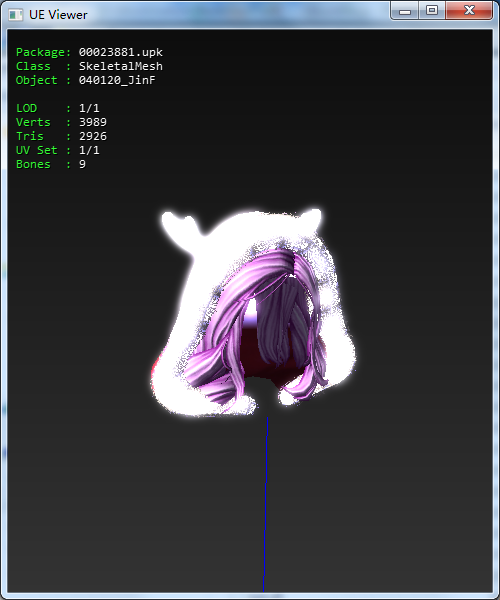 UE Viewer
Package: 00023881.upk
Class  : SkeletalMesh
Object : 040120_JinF
LOD    : 1/1
Verts  : 3989
Tris   : 2926
UV Set : 1/1
Bones  : 9